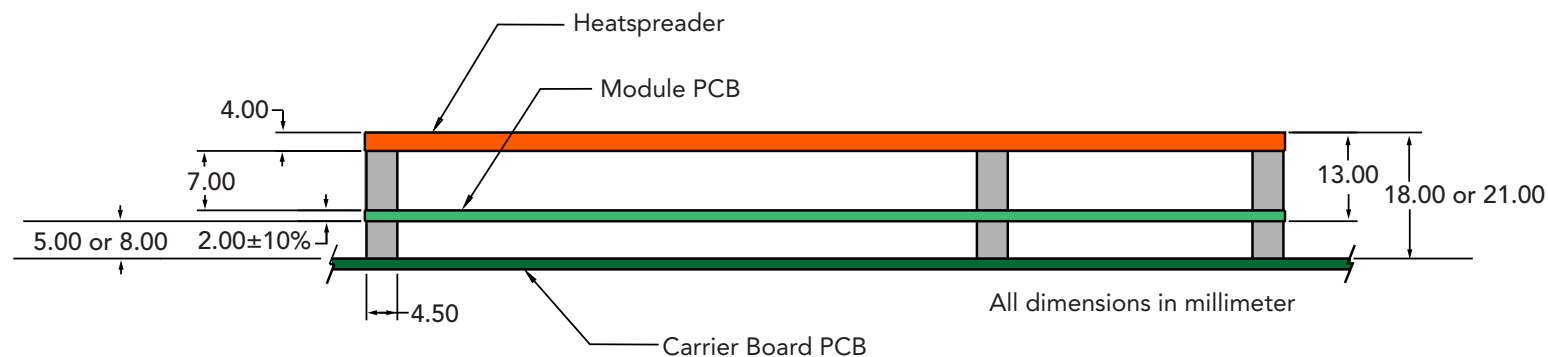 Heatspreader
Module PCB
4.00
7.00
13.00
18.00 or 21.00
5.00 or 8.00
2.00±10%
All dimensions in millimeter
4.50
Carrier Board PCB